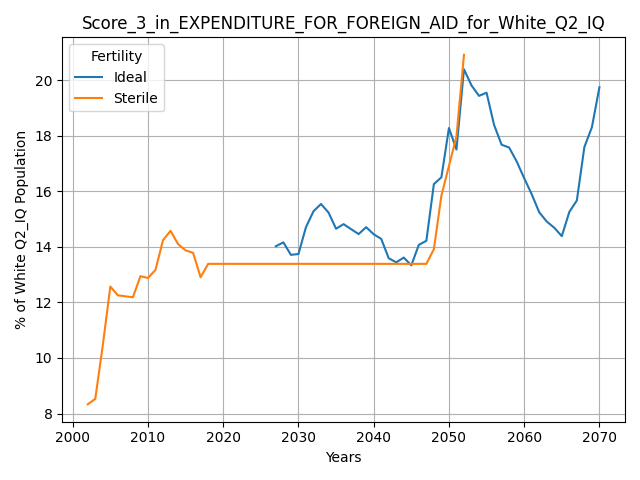 Score_3_in_EXPENDITURE_FOR_FOREIGN_AID_for_White_Q2_IQ
Fertility
Ideal
Sterile
% of White Q2_IQ Population
20
18
16
14
12
10
8
2000 2010 2020 2030 2040 2050 2060 2070
Years